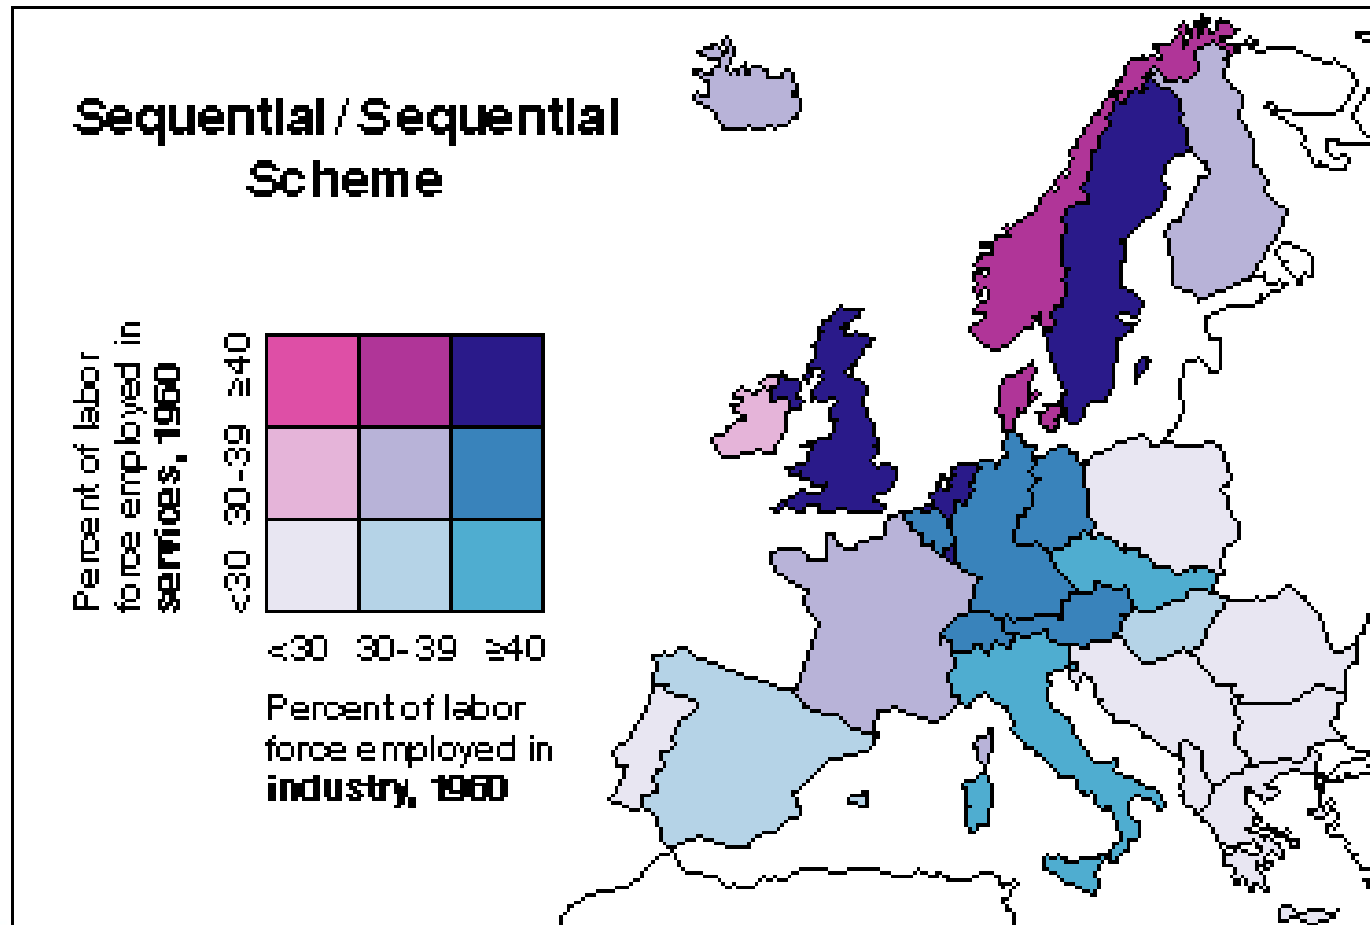 Sequential / Sequential
Scheme
Percent of labor
force employed in
services, 1960
≥40
30-39
<30
<30
30-39
≥40
Percent of labor
force employed in
industry, 1960